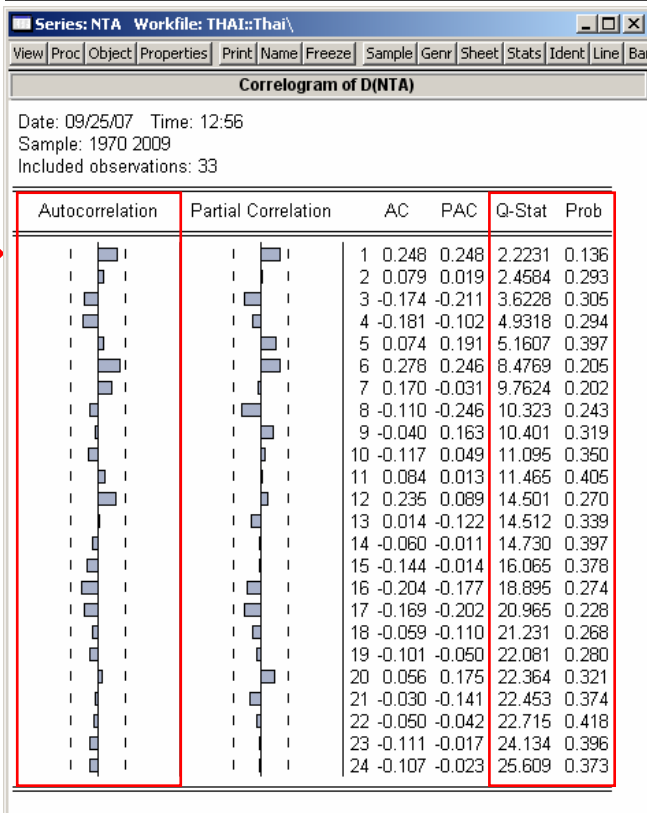 Series: NTA Workfile: THAI::Thai\
View Proc Object Properties Print Name Freeze Sample Genr Sheet Stats Ident Line Ba
Correlogram of D(NTA)
Date: 09/25/07 Time: 12:56
Sample: 1970 2009
Included observations: 33
Autocorrelation Partial Correlation AC PAC Q-Stat Prob
1 0.248 0.248 2.2231 0.136
2 0.079 0.019 2.4584 0.293
3 -0.174 -0.211 3.6228 0.305
4 -0.181 -0.102 4.9318 0.294
5 0.074 0.191 5.1607 0.397
6 0.278 0.246 8.4769 0.205
7 0.170 -0.031 9.7624 0.202
8 -0.110 -0.246 10.323 0.243
9 -0.040 0.163 10.401 0.319
10 -0.117 0.049 11.095 0.350
11 0.084 0.013 11.465 0.405
12 0.235 0.089 14.501 0.270
13 0.014 -0.122 14.512 0.339
14 -0.060 -0.011 14.730 0.397
15 -0.144 -0.014 16.065 0.378
16 -0.204 -0.177 18.895 0.274
17 -0.169 -0.202 20.965 0.228
18 -0.059 -0.110 21.231 0.268
19 -0.101 -0.050 22.081 0.280
20 0.056 0.175 22.364 0.321
21 -0.030 -0.141 22.453 0.374
22 -0.050 -0.042 22.715 0.418
23 -0.111 -0.017 24.134 0.396
24 -0.107 -0.023 25.609 0.373